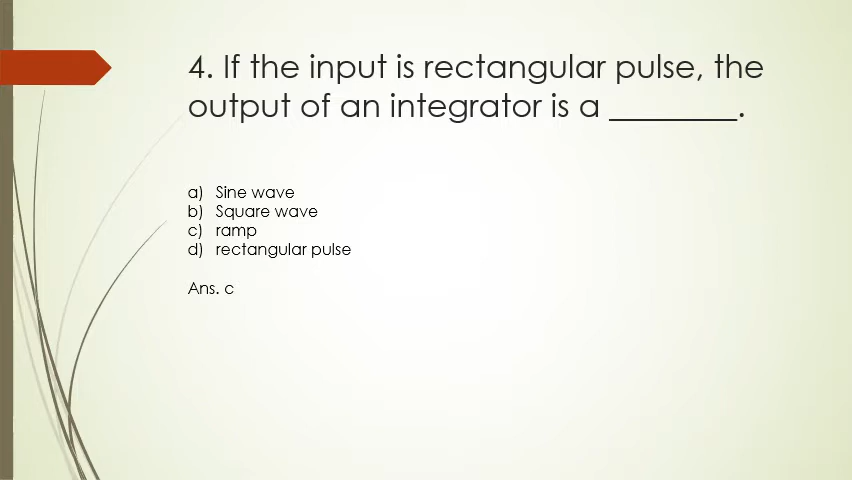 4. If the input is rectangular pulse, the
output of an integrator is a ________.
a) Sine wave
b) Square wave
c) ramp
d) rectangular pulse
Ans. c